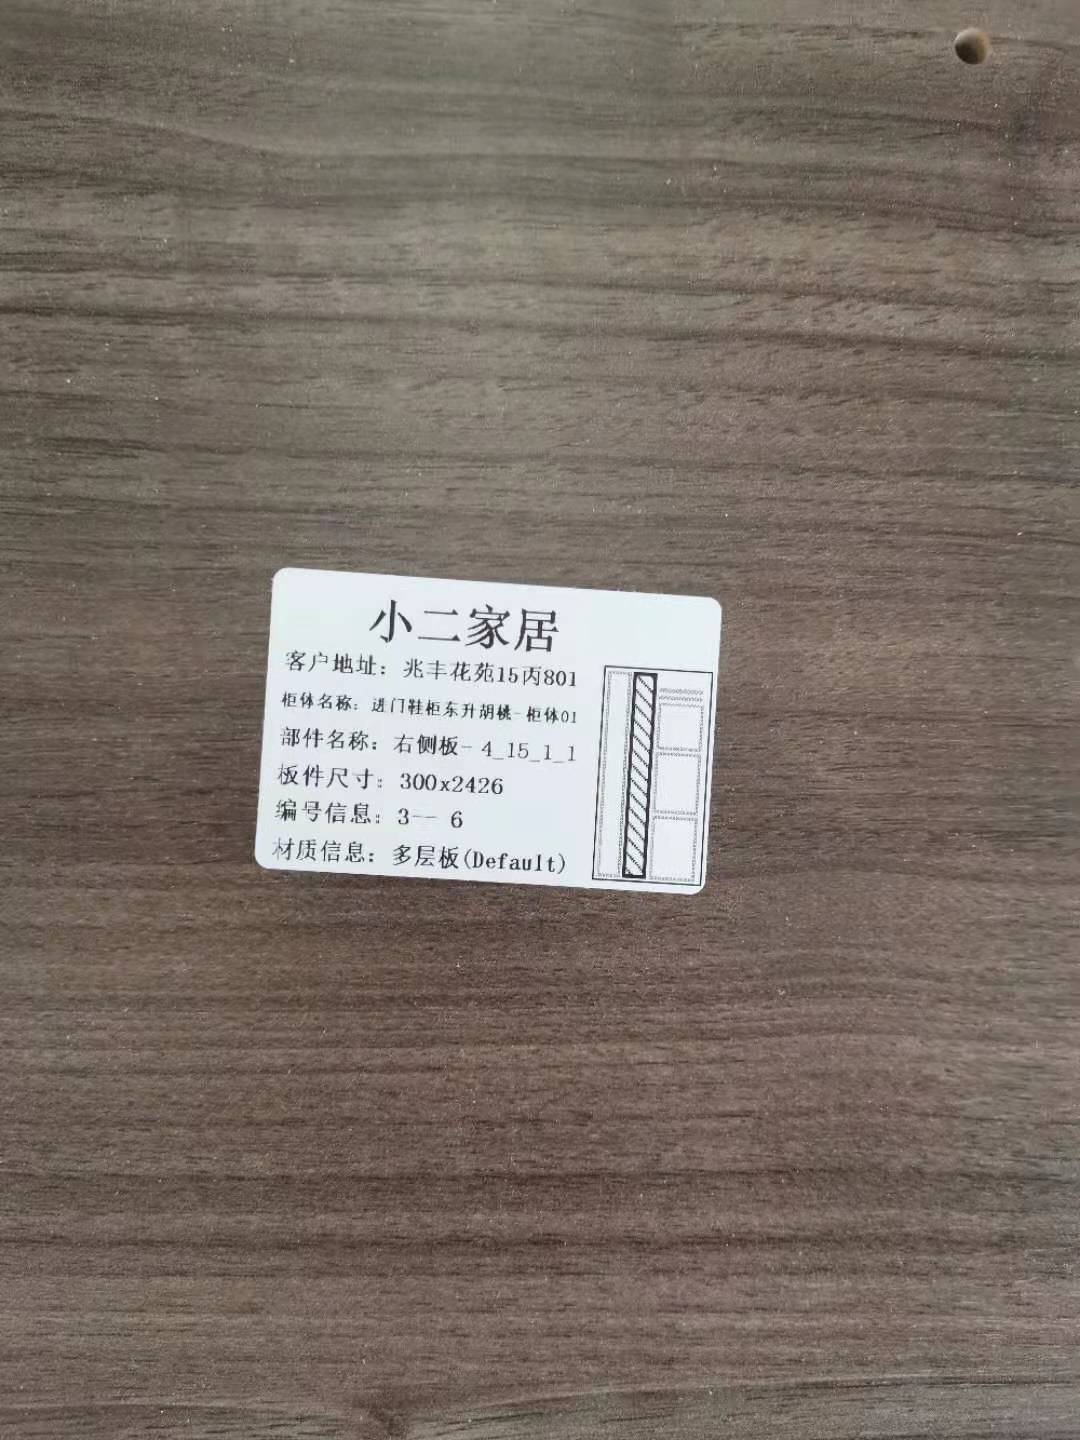 小二家居
客户地址：兆丰花苑15丙801
柜体名称：进门鞋柜东升胡桃-柜体01
部件名称：右侧板- 4_15_1_1
板件尺寸：300x2426
编号信息：3-- 6
材质信息：多层板(Default)